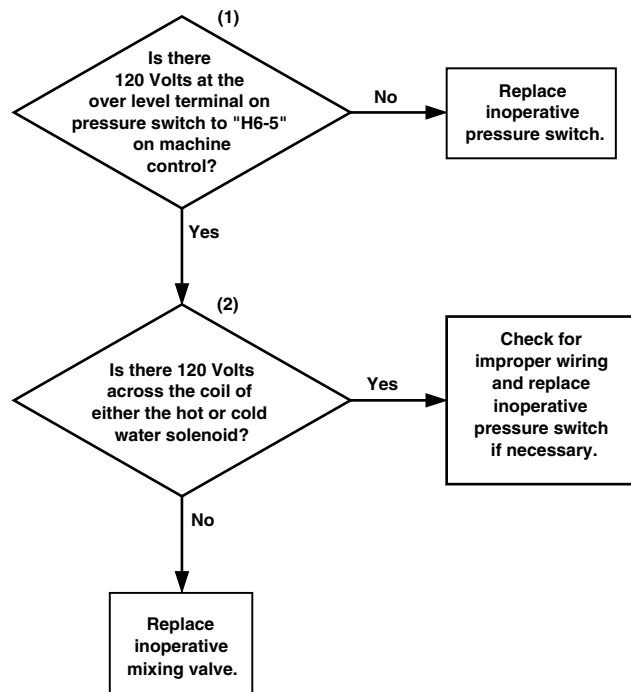 (1)
Is there
120 Volts at the
over level terminal on
pressure switch to "H6-5"
on machine
control?
No
Replace
inoperative
pressure switch.
Yes
(2)
Is there 120 Volts
across the coil of
either the hot or cold
water solenoid?
Yes
Check for
improper wiring
and replace
inoperative
pressure switch
if necessary.
No
Replace
inoperative
mixing valve.